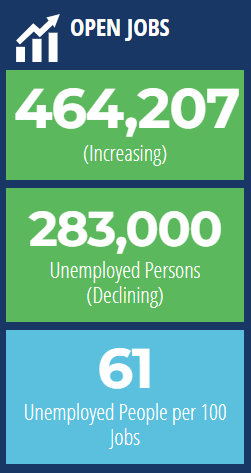 OPEN JOBS
464,207
(Increasing)
283,000
Unemployed Persons
(Declining)
61
Unemployed People per 100
Jobs